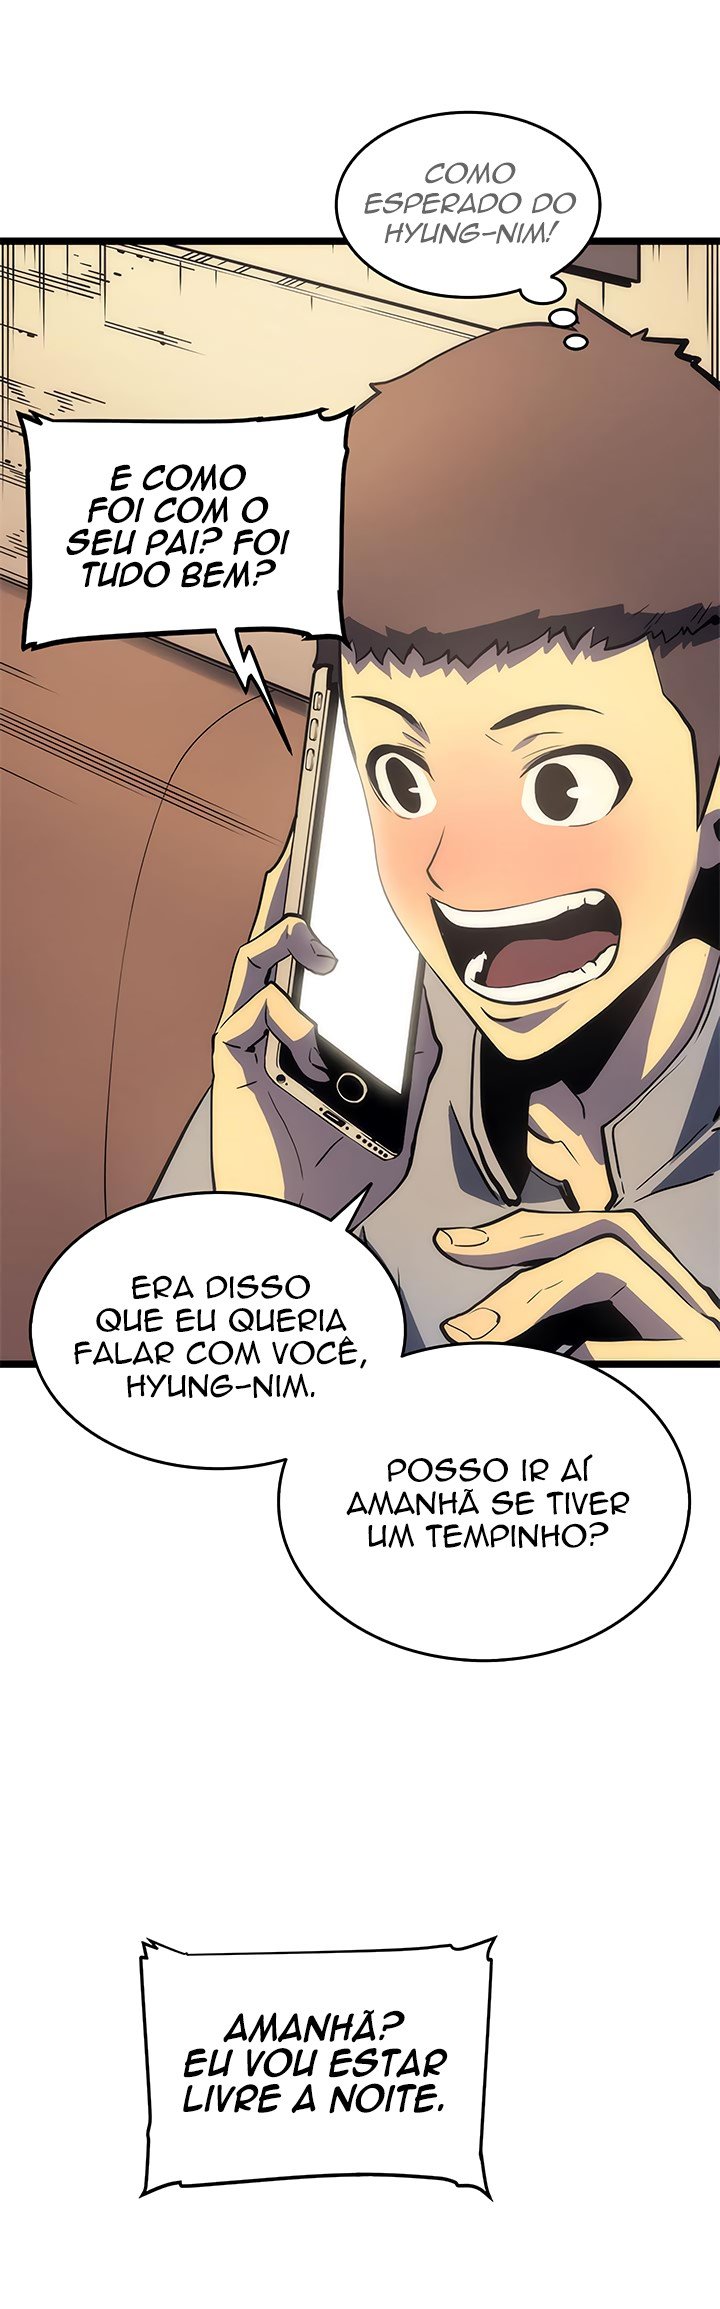 COMO
ESPERADO DO
HYUNG-NIM!
E COMO
FOI COM O
SEU PAI? FOI
TUDO BEM?
ERA DISSO
QUE EU QUERIA
FALAR COM VOCÊ,
HYUNG-NIM.
POSSO IR AÍ
AMANHÃ SE TIVER
UM TEMPINHO?
AMANHÃ?
EU VOU ESTAR
LIVRE A NOITE.